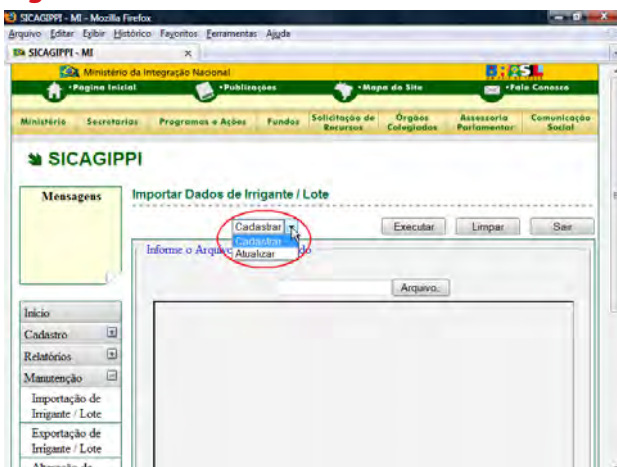 SICAGIPPI - MI - Mozilla Firefox
Arquivo Editar Exibir Histórico Favoritos Ferramentas Ajuda
SICAGIPPI - MI ×
Ministério da Integração Nacional
•Pagina Inicial •Publicações •Mapa do Site •Fale Conosco
Ministério Secretarias Programas e Ações Fundos Solicitação de Recursos Órgãos Colegiados Assessoria Parlamentar Comunicação Social
SICAGIPPI
Mensagens
Importar Dados de Irrigante / Lote
Cadastrar Executar Limpar Sair
Cadastrar
Atualizar
Informe o
Arquivo.
Início
Cadastro
Relatórios
Manutenção
Importação de
Irrigante / Lote
Exportação de
Irrigante / Lote